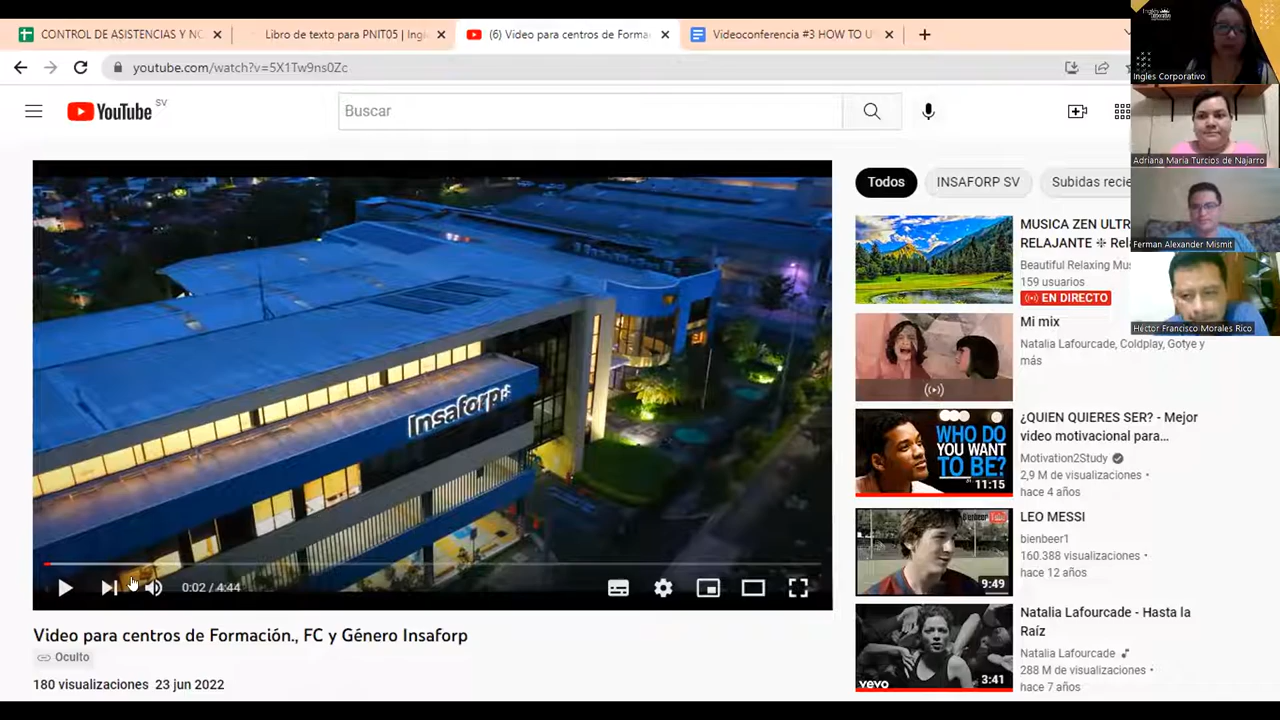 CONTROL DE ASISTENCIAS Y NO
Libro de texto para PNIT05 | Ingl
(6) Video para centros de Forma
Videoconferencia #3 HOW TO U
youtube.com/watch?v=5X1Tw9ns0Zc
YouTube SV
Buscar
Insaforp
0:02 / 4:44
Video para centros de Formación., FC y Género Insaforp
Oculto
180 visualizaciones 23 jun 2022
Todos
INSAFORP SV
Subidas recie
MUSICA ZEN ULTR
RELAJANTE ❉ Rela
Beautiful Relaxing Mus
159 usuarios
EN DIRECTO
Mi mix
Natalia Lafourcade, Coldplay, Gotye y
más
WHO DO
YOU WANT
TO BE?
11:15
¿QUIEN QUIERES SER? - Mejor
video motivacional para...
Motivation2Study
2,9 M de visualizaciones •
hace 4 años
9:49
LEO MESSI
bienbeer1
160.388 visualizaciones •
hace 12 años
vevo
3:41
Natalia Lafourcade - Hasta la
Raíz
Natalia Lafourcade
288 M de visualizaciones •
hace 7 años
Ingles Corporativo
Adriana María Turcios de Najarro
Ferman Alexander Mismit
Héctor Francisco Morales Rico